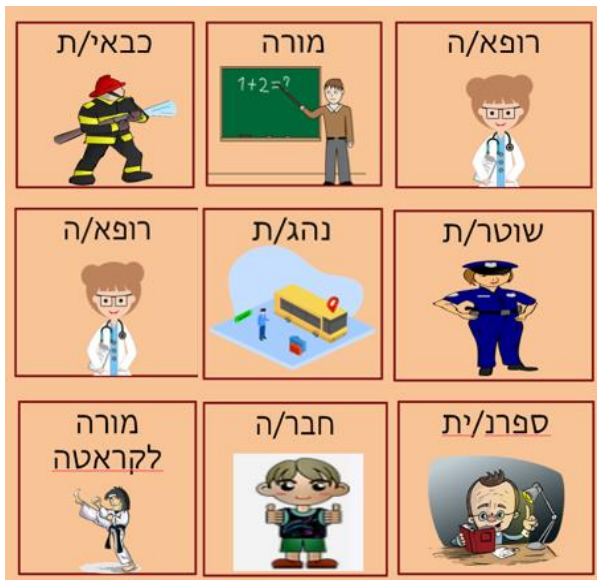 רופא/ה
מורה
1+2=?
כבאי/ת
שוטר/ת
נהג/ת
רופא/ה
ספרנ/ית
חבר/ה
מורה
לקראטה